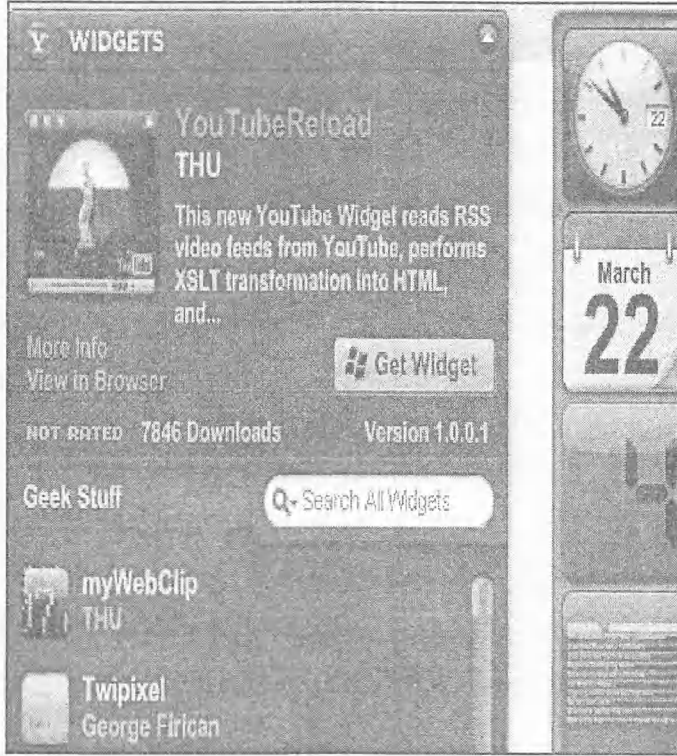 Y! WIDGETS
YouTubeReload
THU
This new YouTube Widget reads RSS
video feeds from YouTube, performs
XSLT transformation into HTML,
and...
More Info
View in Browser
Get Widget
NOT RATED 7846 Downloads Version 1.0.0.1
Geek Stuff
Search All Widgets
myWebClip
THU
Twipixel
George Firican
22
March
22